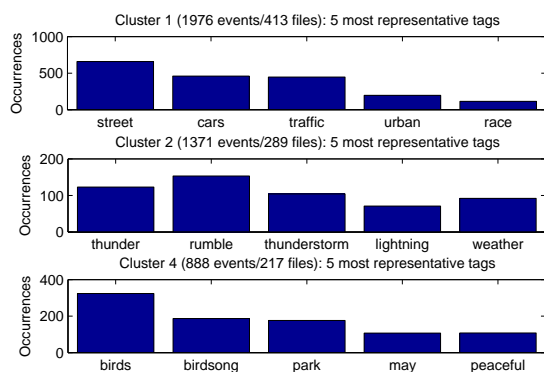 Cluster 1 (1976 events/413 files): 5 most representative tags
1000
500
0
Occurrences
street cars traffic urban race
Cluster 2 (1371 events/289 files): 5 most representative tags
200
100
0
Occurrences
thunder rumble thunderstorm lightning weather
Cluster 4 (888 events/217 files): 5 most representative tags
400
200
0
Occurrences
birds birdsong park may peaceful